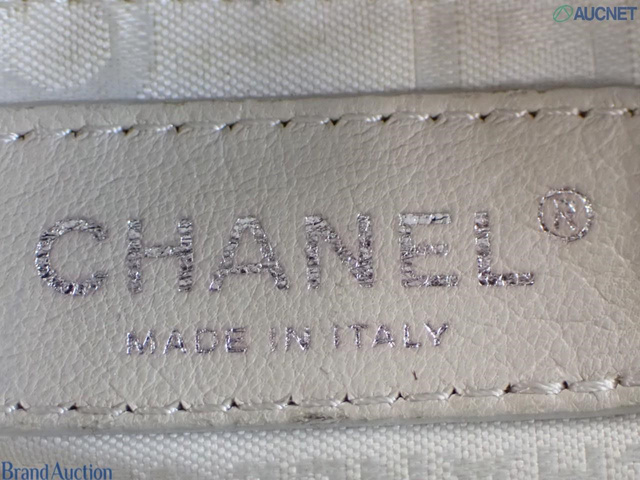 AUCNET
CHANEL®
MADE IN ITALY
Brand Auction